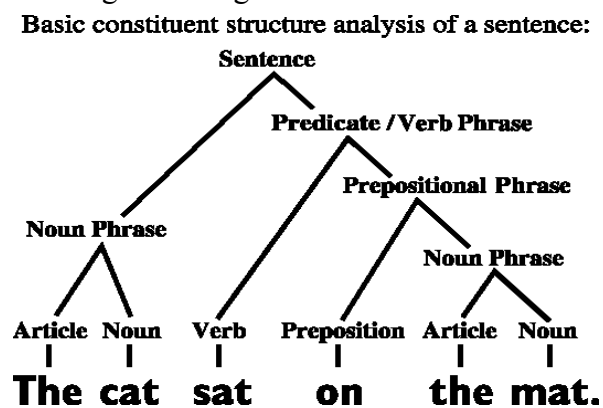 Basic constituent structure analysis of a sentence:
Sentence
Predicate / Verb Phrase
Prepositional Phrase
Noun Phrase
Noun Phrase
Article Noun Verb Preposition Article Noun
The cat sat on the mat.